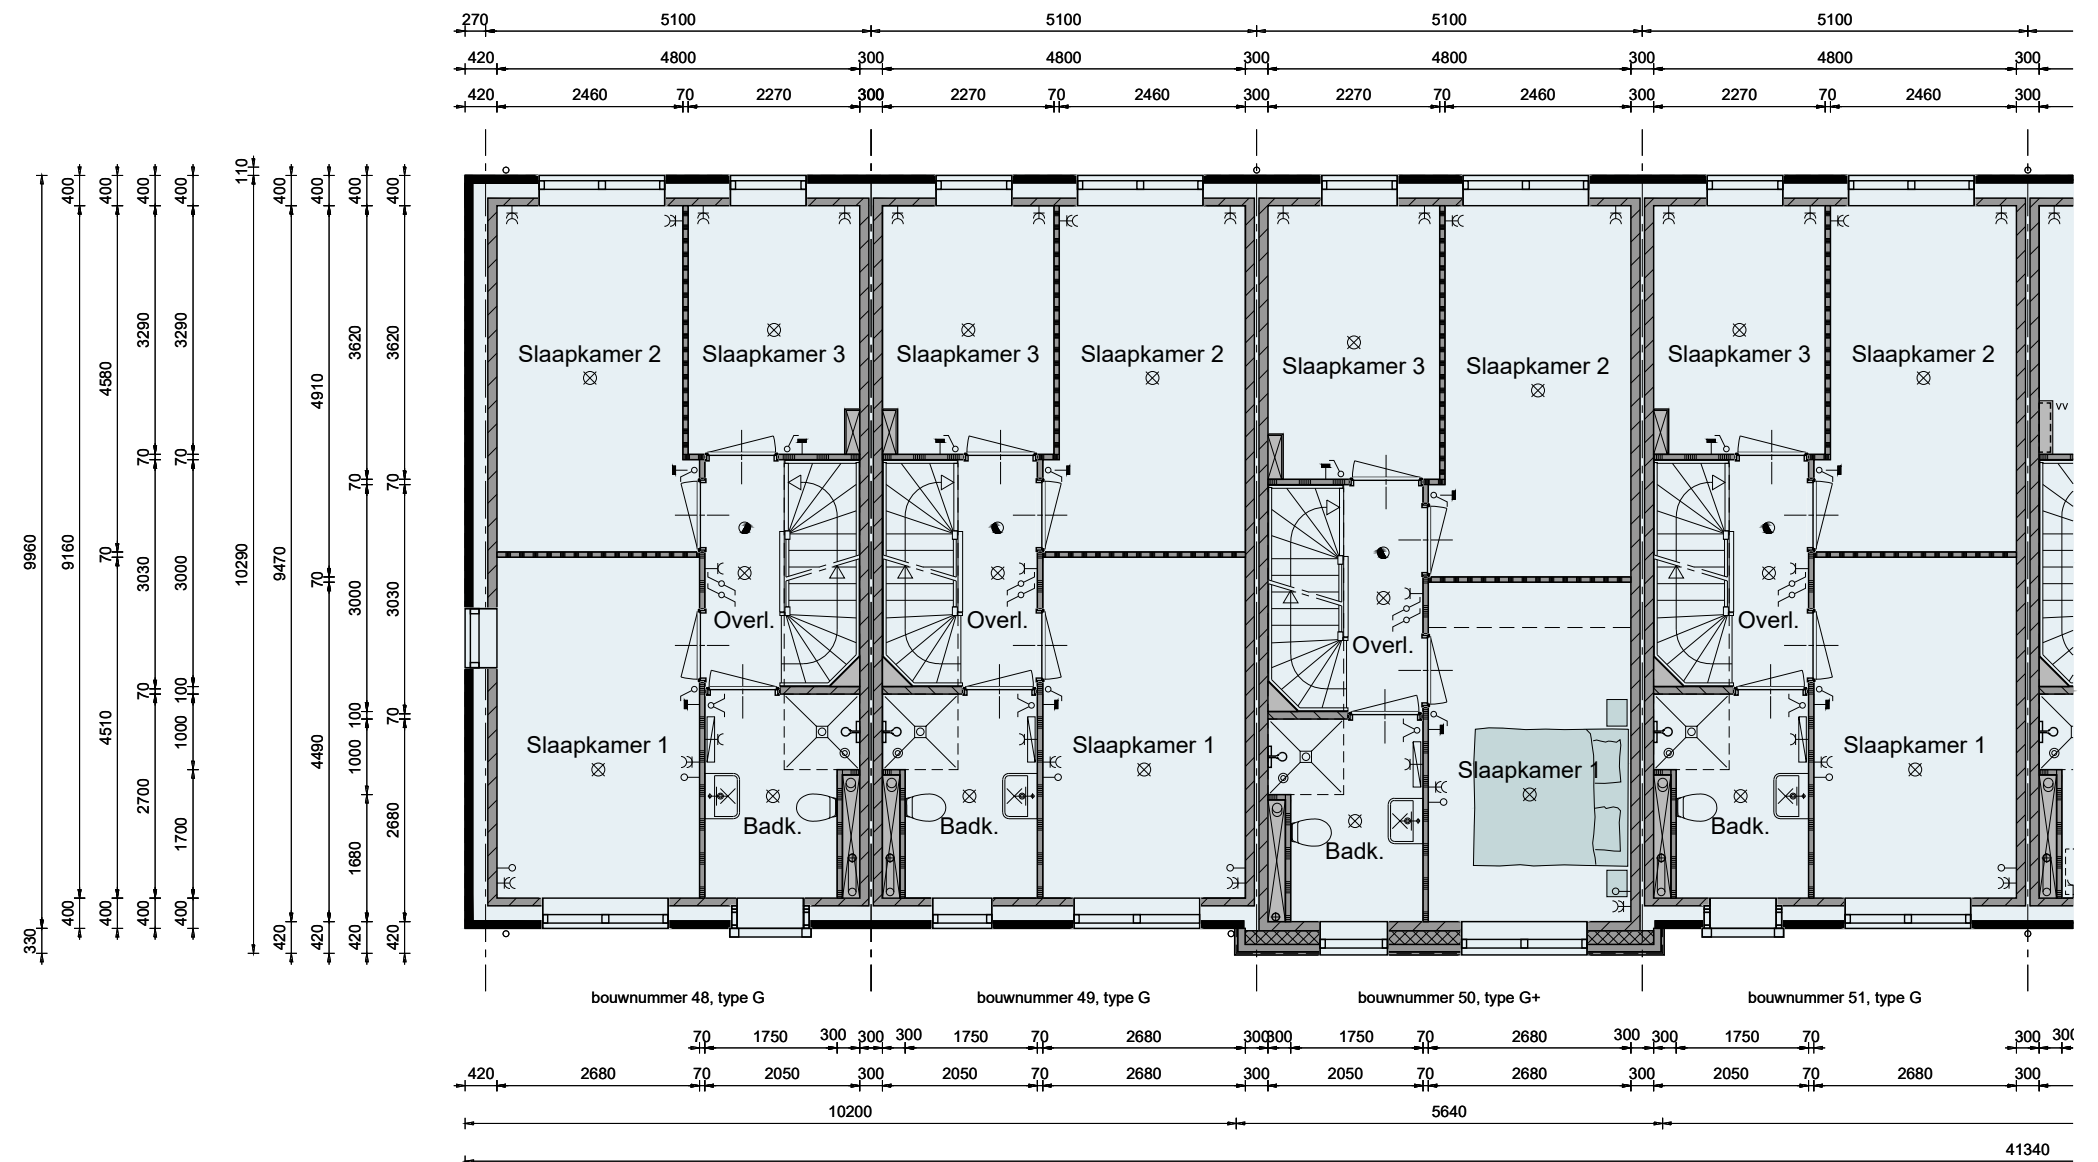 270 5100 5100 5100 5100
420 4800 300 4800 300 4800 300 4800 300
420 2460 70 2270 300 2270 70 2460 300 2270 70 2460 300 2270 70 2460 300
9960 330
400 9160 400
400 4580 70 4510 400
400 3290 70 3030 70 2700 400
400 3290 70 3000 100 1000 1700 400
110 10290
400 9470 420
400 4910 70 4490 420
400 3620 70 3000 100 1000 1680 420
400 3620 70 3030 70 2680 420
Slaapkamer 2 Slaapkamer 3 Slaapkamer 3 Slaapkamer 2 Slaapkamer 3 Slaapkamer 2 Slaapkamer 3 Slaapkamer 2
vv
Overl. Overl. Overl. Overl.
Slaapkamer 1 Slaapkamer 1 Slaapkamer 1 Slaapkamer 1
Badk. Badk. Badk. Badk.
bouwnummer 48, type G bouwnummer 49, type G bouwnummer 50, type G+ bouwnummer 51, type G
70 1750 300 300 300 1750 70 2680 300 300 1750 70 2680 300 300 1750 70 300 300
420 2680 70 2050 300 2050 70 2680 300 2050 70 2680 300 2050 70 2680 300
10200 5640
41340